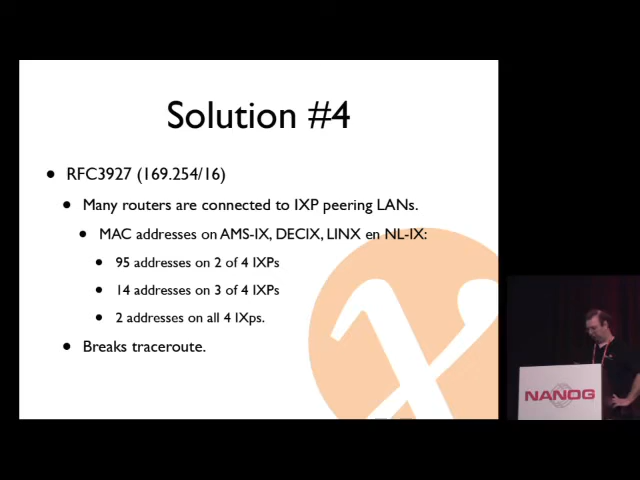 Solution #4
RFC3927 (169.254/16)
Many routers are connected to IXP peering LANs.
MAC addresses on AMS-IX, DECIX, LINX en NL-IX:
95 addresses on 2 of 4 IXPs
14 addresses on 3 of 4 IXPs
2 addresses on all 4 IXps.
Breaks traceroute.
NANOG